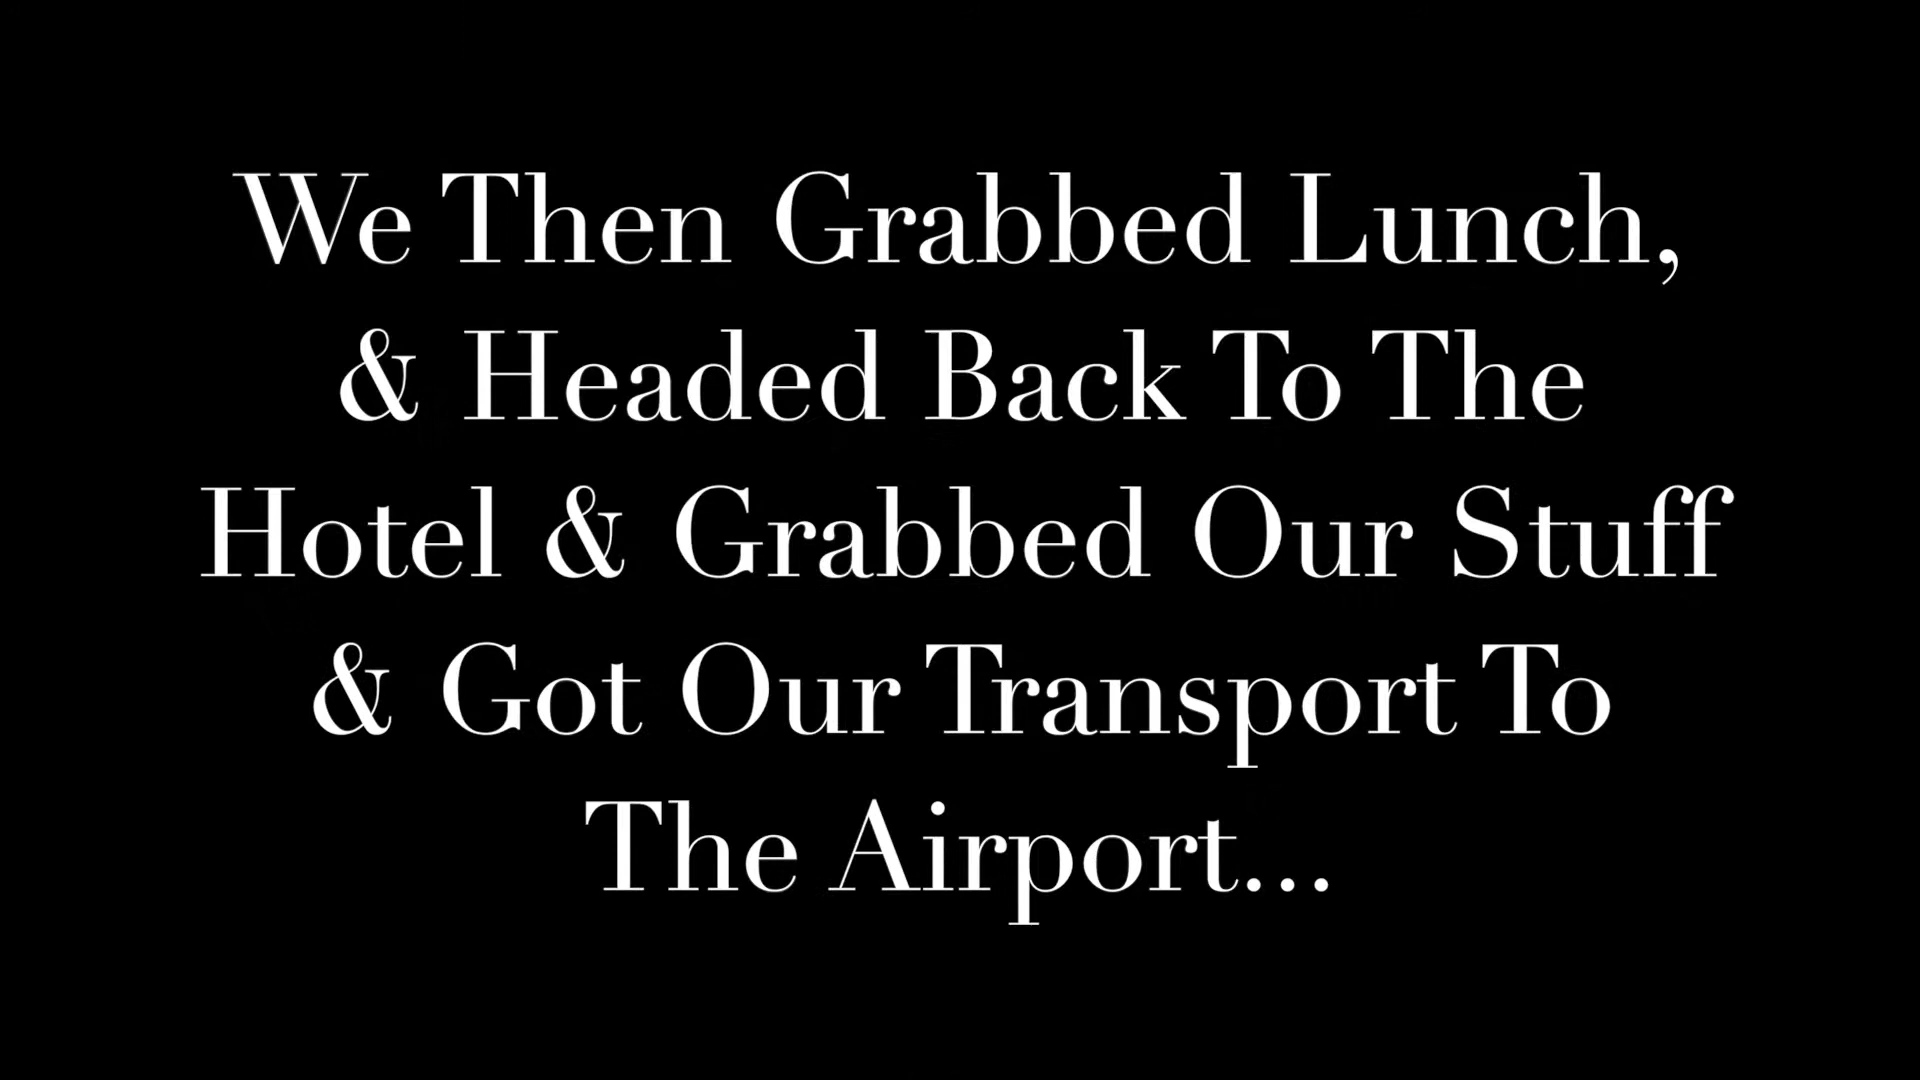 We Then Grabbed Lunch,
& Headed Back To The
Hotel & Grabbed Our Stuff
& Got Our Transport To
The Airport...